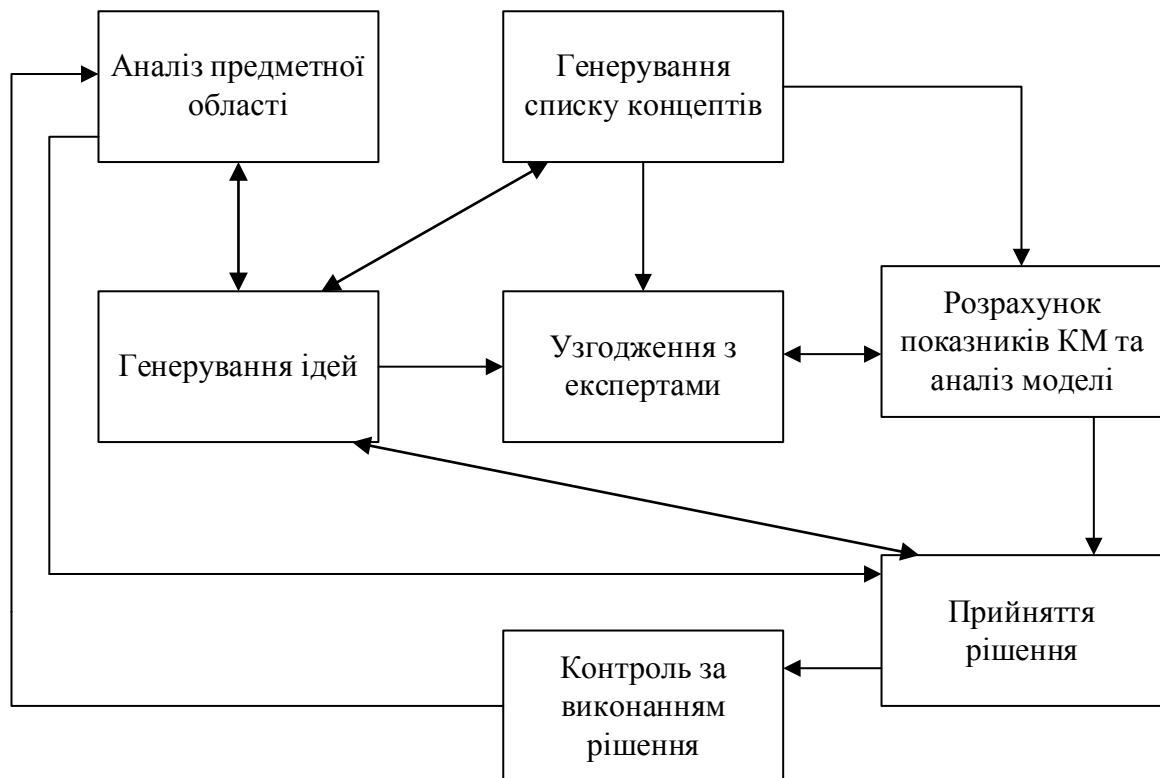 Аналіз предметної
області
Генерування
списку концептів
Генерування ідей
Узгодження з
експертами
Розрахунок
показників КМ та
аналіз моделі
Прийняття
рішення
Контроль за
виконанням
рішення